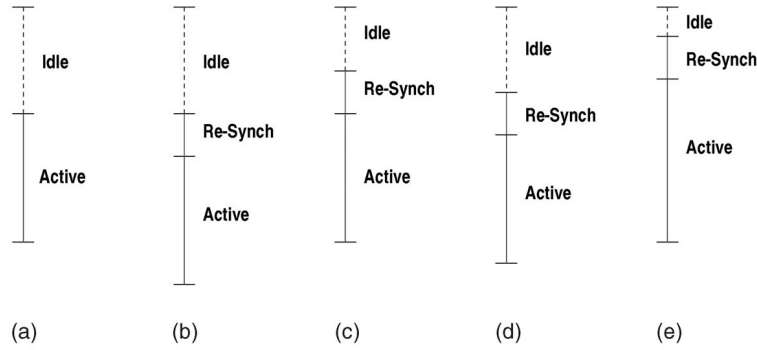 Idle
Active
(a)
Idle
Re-Synch
Active
(b)
Idle
Re-Synch
Active
(c)
Idle
Re-Synch
Active
(d)
Idle
Re-Synch
Active
(e)